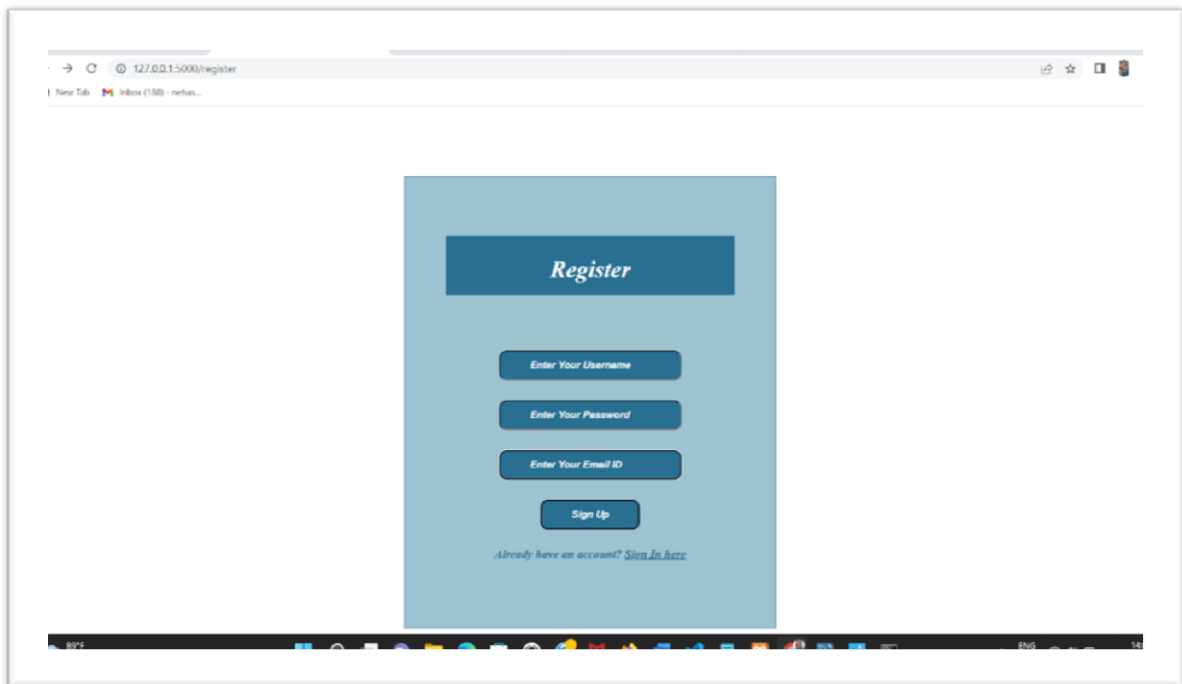 127.0.0.1:5000/register
New Tab Inbox (188) - nehas...
Register
Enter Your Username
Enter Your Password
Enter Your Email ID
Sign Up
Already have an account? Sign In here
89°F
ENG